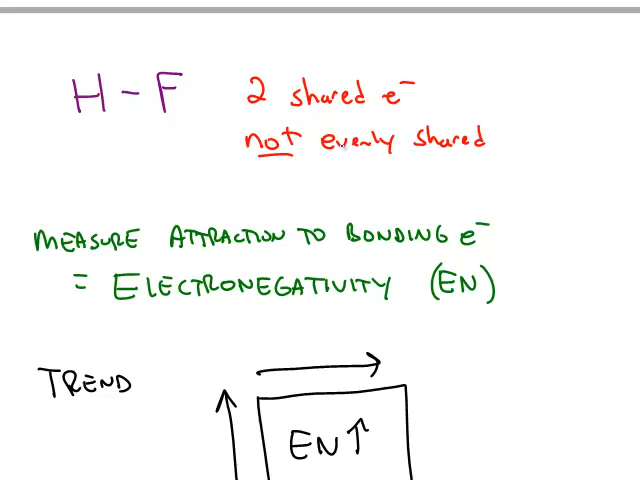 H - F
2 shared e⁻
not evenly shared
MEASURE ATTRACTION TO BONDING e⁻
= ELECTRONEGATIVITY (EN)
TREND
EN↑